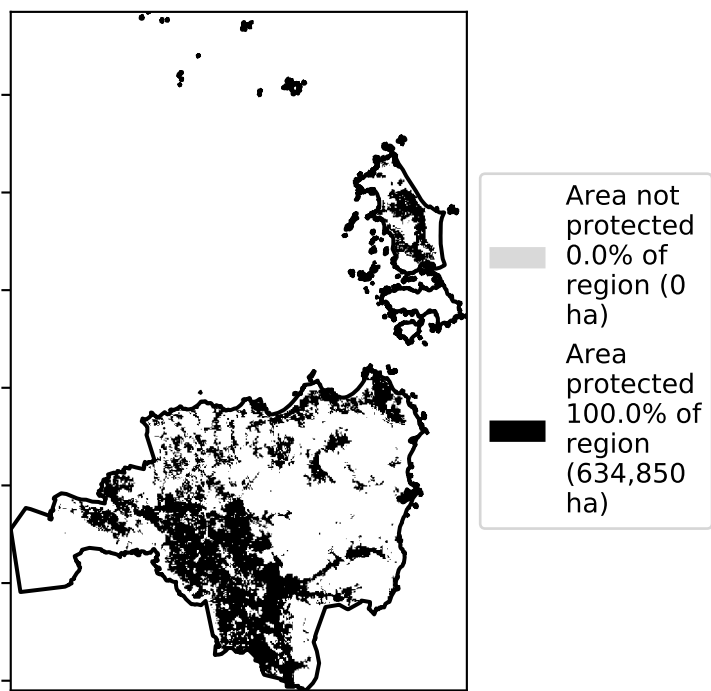 Area not
protected
0.0% of
region (0
ha)
Area
protected
100.0% of
region
(634,850
ha)